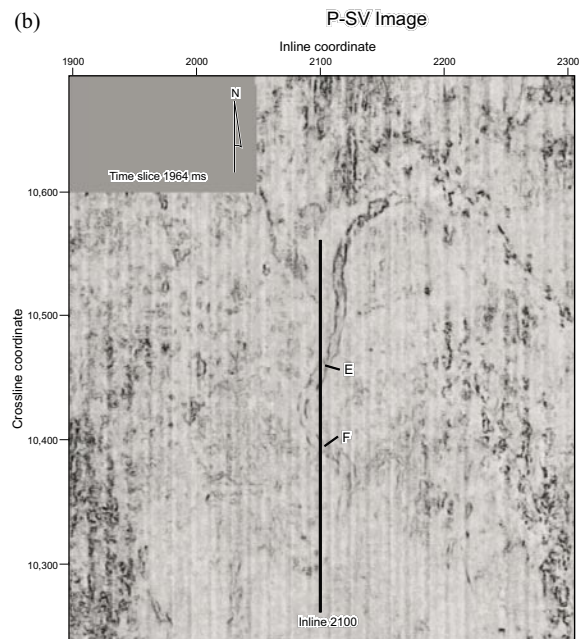 (b)
P-SV Image
Inline coordinate
1900 2000 2100 2200 2300
N
Time slice 1964 ms
10,600
10,500
Crossline coordinate
E
F
10,400
10,300
Inline 2100